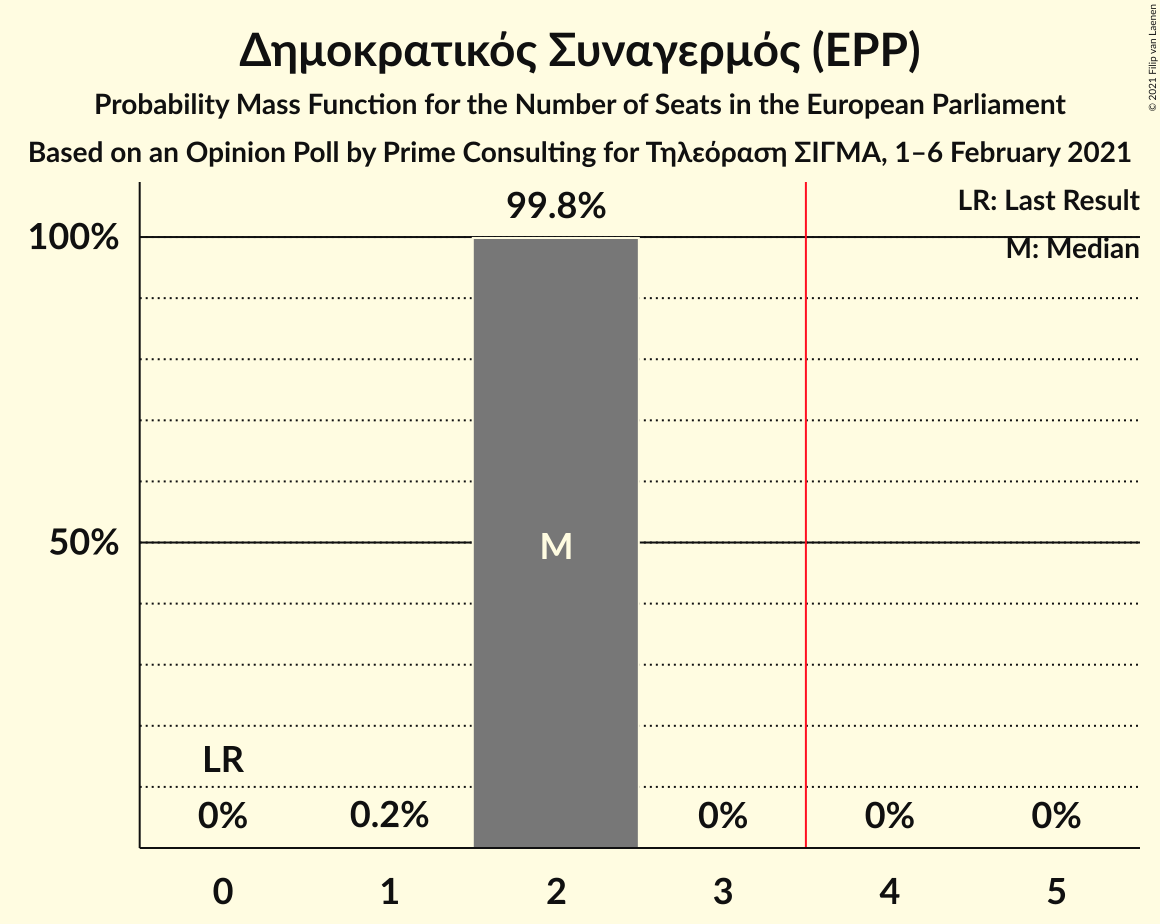 Δημοκρατικός Συναγερμός (EPP)
Probability Mass Function for the Number of Seats in the European Parliament
Based on an Opinion Poll by Prime Consulting for Τηλεόραση ΣΙΓΜΑ, 1–6 February 2021
© 2021 Filip van Laenen
LR: Last Result
M: Median
99.8%
100%
50%
M
LR
0%
0.2%
0%
0%
0%
0
1
2
3
4
5